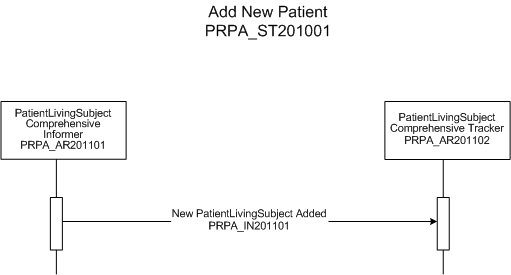 Add New Patient
PRPA_ST201001
PatientLivingSubject
Comprehensive
Informer
PRPA_AR201101
PatientLivingSubject
Comprehensive Tracker
PRPA_AR201102
New PatientLivingSubject Added
PRPA_IN201101